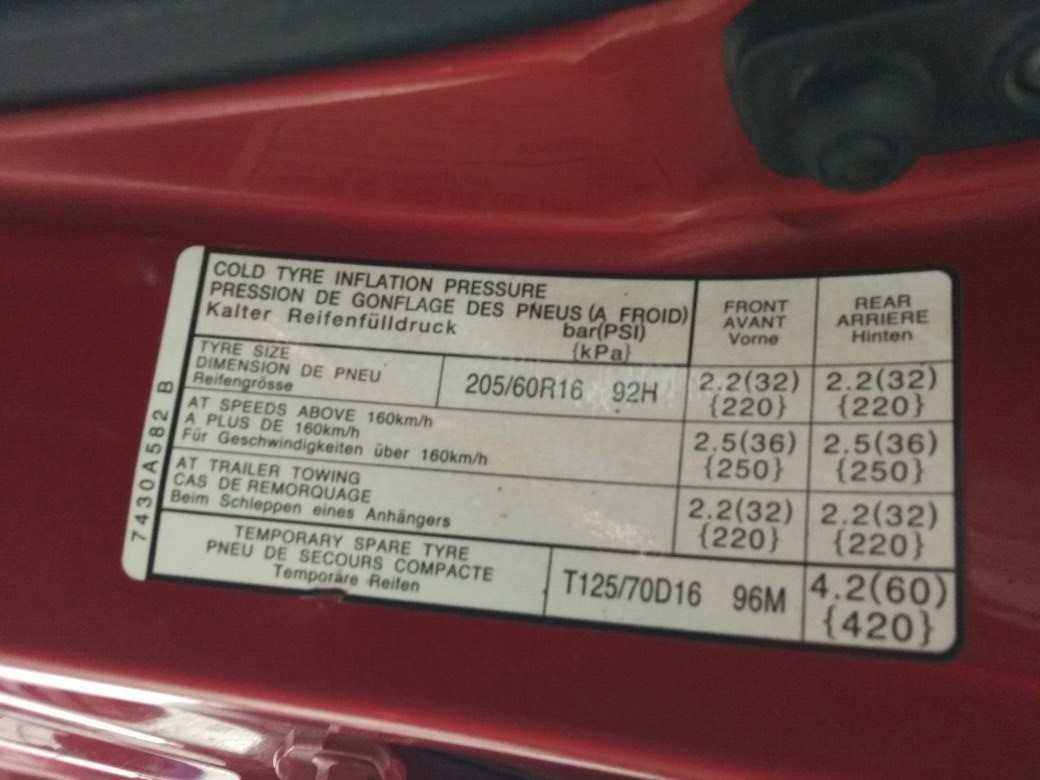 COLD TYRE INFLATION PRESSURE
PRESSION DE GONFLAGE DES PNEUS (A FROID)
Kalter Reifenfülldruck bar(PSI)
{kPa}
FRONT
AVANT
Vorne
REAR
ARRIERE
Hinten
TYRE SIZE
DIMENSION DE PNEU
Reifengrösse
205/60R16 92H
2.2(32)
{220}
2.2(32)
{220}
AT SPEEDS ABOVE 160km/h
A PLUS DE 160km/h
Für Geschwindigkeiten über 160km/h
2.5(36)
{250}
2.5(36)
{250}
AT TRAILER TOWING
CAS DE REMORQUAGE
Beim Schleppen eines Anhängers
2.2(32)
{220}
2.2(32)
{220}
TEMPORARY SPARE TYRE
PNEU DE SECOURS COMPACTE
Temporäre Reifen
T125/70D16 96M
4.2(60)
{420}
7430A582 B